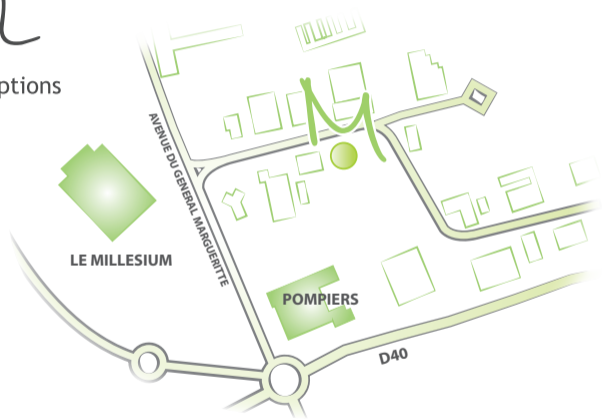 ptions
M
AVENUE DU GENERAL MARGUERITTE
LE MILLESIUM
POMPIERS
D40